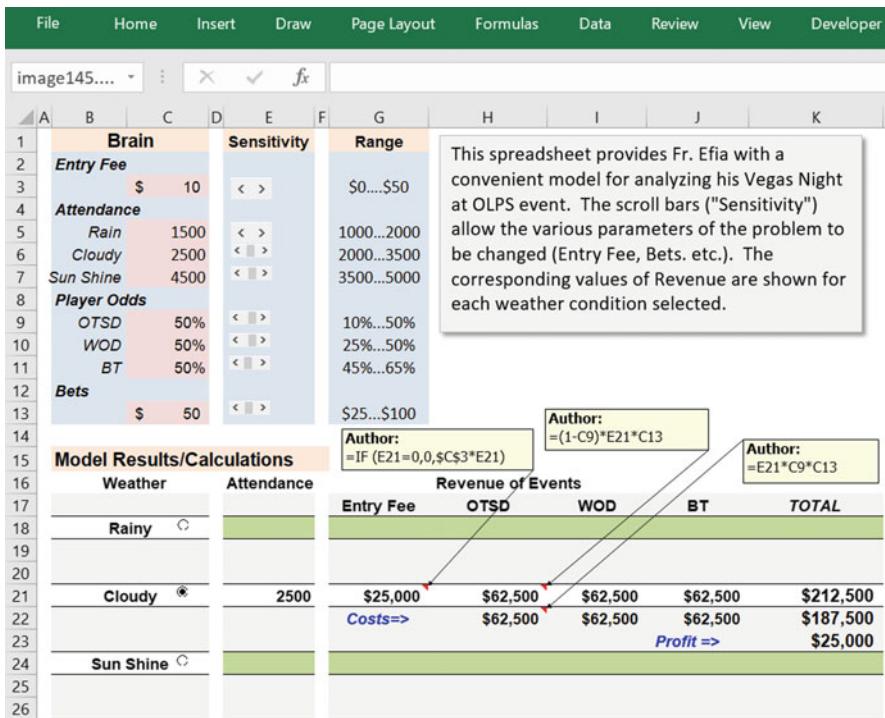 File Home Insert Draw Page Layout Formulas Data Review View Developer
image145.... fx
A B C D E F G H I J K
1 Brain Sensitivity Range
2 Entry Fee
3 $ 10 $0....$50
4 Attendance
5 Rain 1500 1000...2000
6 Cloudy 2500 2000...3500
7 Sun Shine 4500 3500...5000
8 Player Odds
9 OTSD 50% 10%...50%
10 WOD 50% 25%...50%
11 BT 50% 45%...65%
12 Bets
13 $ 50 $25...$100
This spreadsheet provides Fr. Efia with a
convenient model for analyzing his Vegas Night
at OLPS event. The scroll bars ("Sensitivity")
allow the various parameters of the problem to
be changed (Entry Fee, Bets. etc.). The
corresponding values of Revenue are shown for
each weather condition selected.
14
Author:
=IF (E21=0,0,$C$3*E21)
Author:
=(1-C9)*E21*C13
Author:
=E21*C9*C13
15 Model Results/Calculations
16 Weather Attendance Revenue of Events
17 Entry Fee OTSD WOD BT TOTAL
18 Rainy
19
20
21 Cloudy 2500 $25,000 $62,500 $62,500 $62,500 $212,500
22 Costs=> $62,500 $62,500 $62,500 $187,500
23 Profit => $25,000
24 Sun Shine
25
26